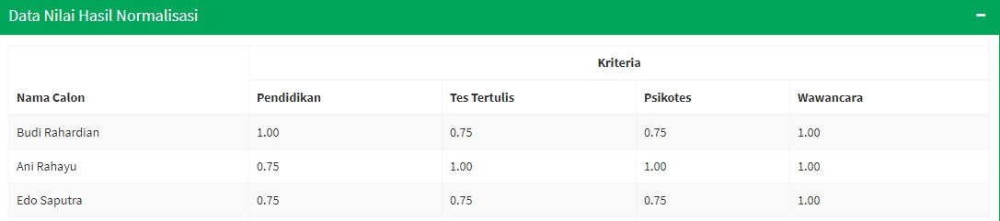 Data Nilai Hasil Normalisasi
Kriteria
Nama Calon Pendidikan Tes Tertulis Psikotes Wawancara
Budi Rahardian 1.00 0.75 0.75 1.00
Ani Rahayu 0.75 1.00 1.00 1.00
Edo Saputra 0.75 0.75 0.75 1.00